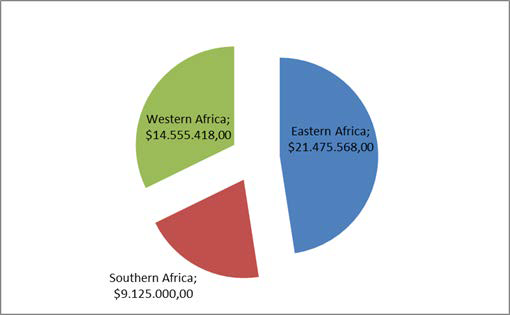 Western Africa;
$14.555.418,00
Eastern Africa;
$21.475.568,00
Southern Africa;
$9.125.000,00